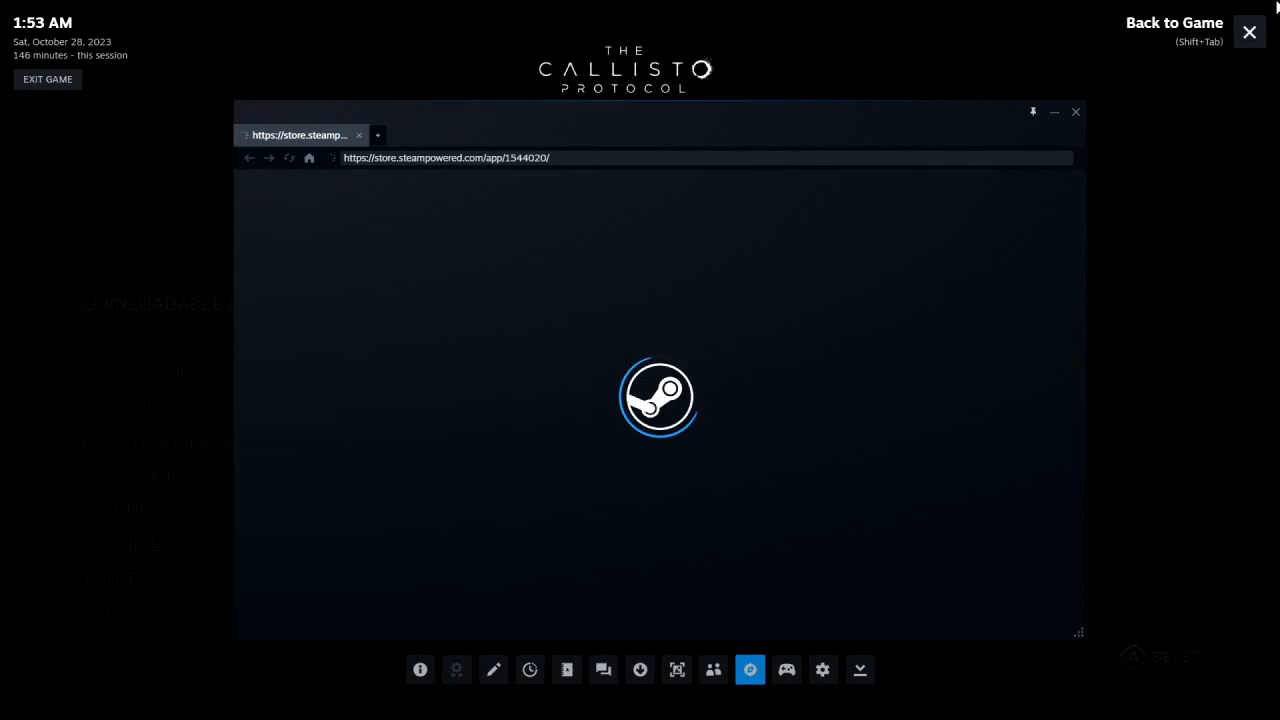 1:53 AM
Sat, October 28, 2023
146 minutes - this session
EXIT GAME
Back to Game
(Shift+Tab)
THE
CALLISTO
PROTOCOL
https://store.steamp...
https://store.steampowered.com/app/1544020/